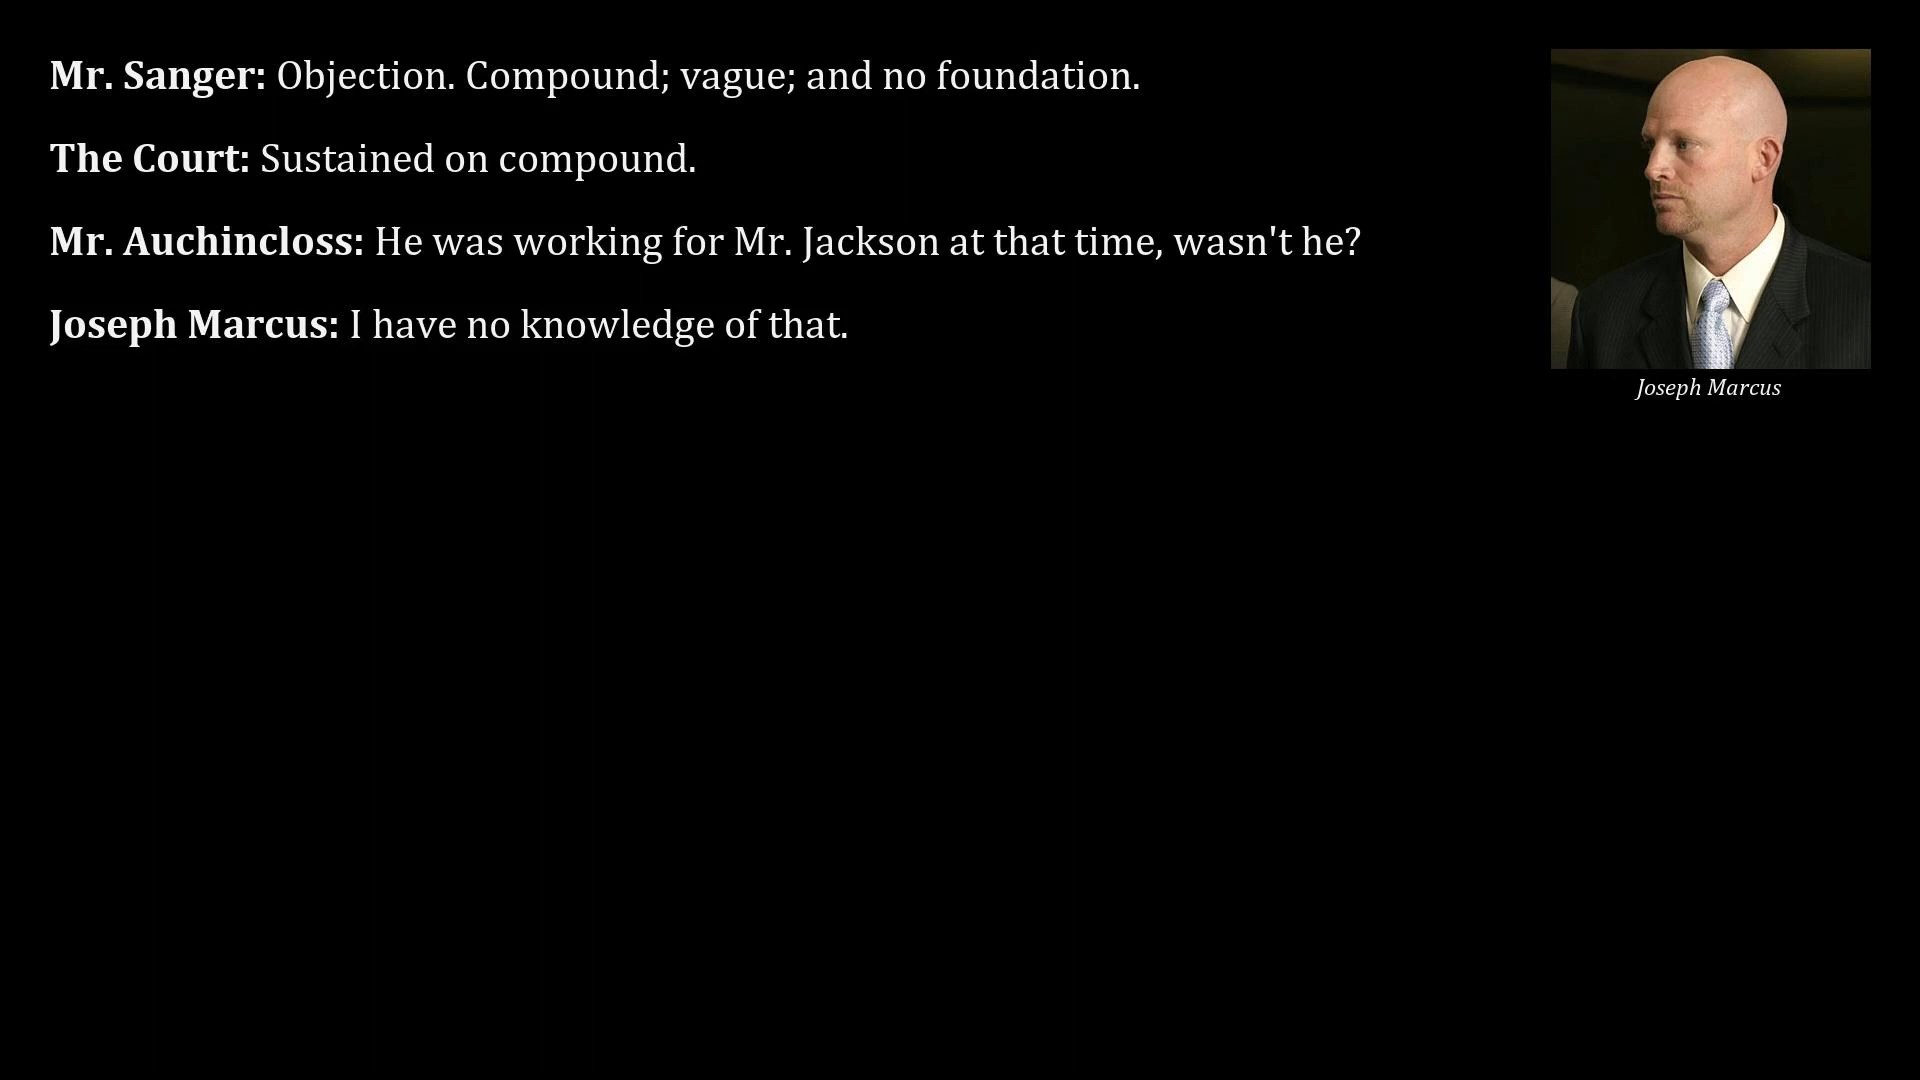 Mr. Sanger: Objection. Compound; vague; and no foundation.
The Court: Sustained on compound.
Mr. Auchincloss: He was working for Mr. Jackson at that time, wasn't he?
Joseph Marcus: I have no knowledge of that.
Joseph Marcus